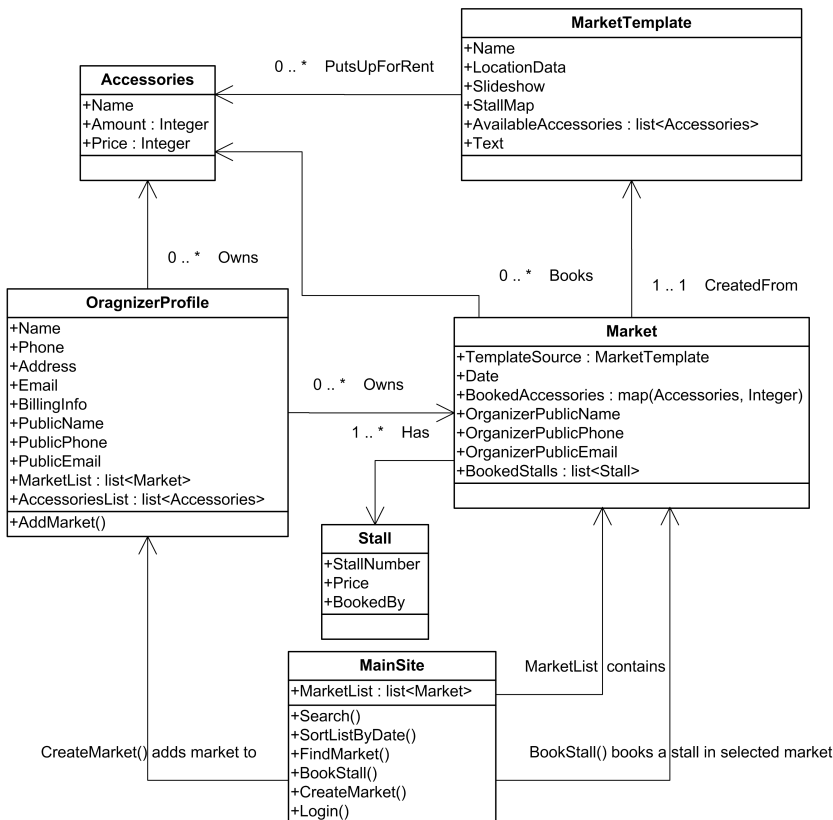 MarketTemplate
+Name
+LocationData
+Slideshow
+StallMap
+AvailableAccessories : list<Accessories>
+Text
0 .. * PutsUpForRent
Accessories
+Name
+Amount : Integer
+Price : Integer
0 .. * Owns
0 .. * Books
1 .. 1 CreatedFrom
OragnizerProfile
+Name
+Phone
+Address
+Email
+BillingInfo
+PublicName
+PublicPhone
+PublicEmail
+MarketList : list<Market>
+AccessoriesList : list<Accessories>
+AddMarket()
0 .. * Owns
1 .. * Has
Market
+TemplateSource : MarketTemplate
+Date
+BookedAccessories : map(Accessories, Integer)
+OrganizerPublicName
+OrganizerPublicPhone
+OrganizerPublicEmail
+BookedStalls : list<Stall>
Stall
+StallNumber
+Price
+BookedBy
MainSite
+MarketList : list<Market>
+Search()
+SortListByDate()
+FindMarket()
+BookStall()
+CreateMarket()
+Login()
MarketList contains
CreateMarket() adds market to
BookStall() books a stall in selected market